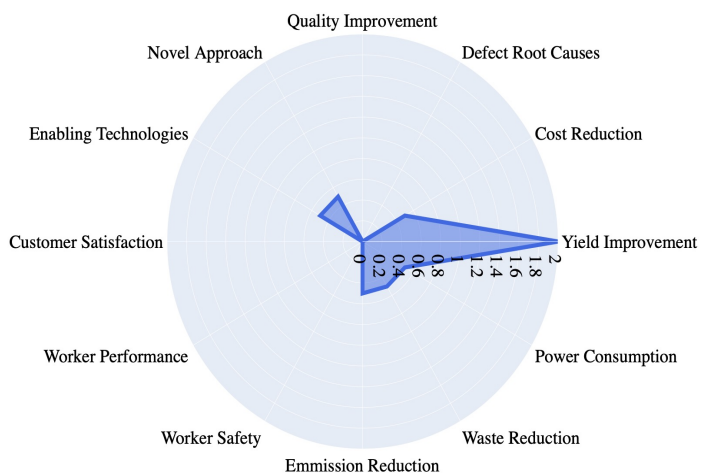 Quality Improvement
Novel Approach
Defect Root Causes
Enabling Technologies
Cost Reduction
Customer Satisfaction
Yield Improvement
0
0.2
0.4
0.6
0.8
1
1.2
1.4
1.6
1.8
2
Worker Performance
Power Consumption
Worker Safety
Waste Reduction
Emmission Reduction